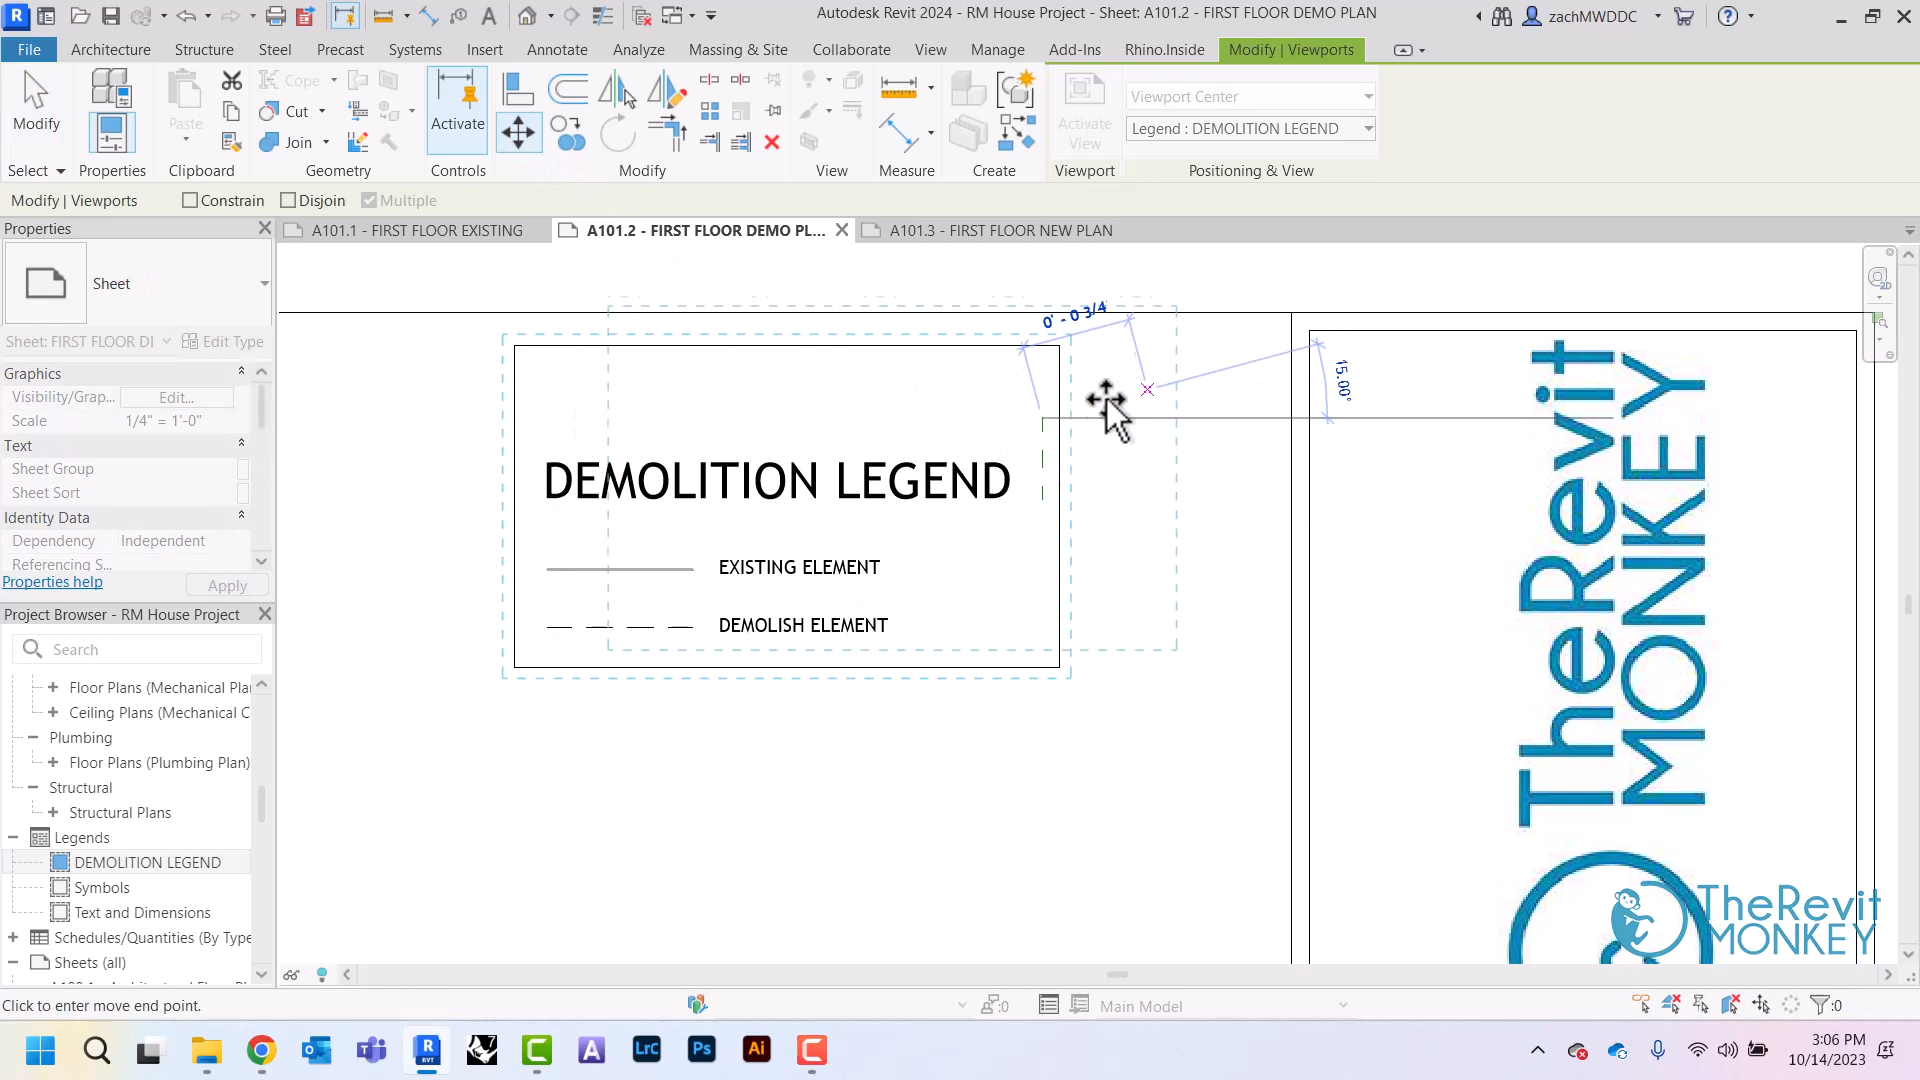 Autodesk Revit 2024 - RM House Project - Sheet: A101.2 - FIRST FLOOR DEMO PLAN
zachMWDDC
File Architecture Structure Steel Precast Systems Insert Annotate Analyze Massing & Site Collaborate View Manage Add-Ins Rhino.Inside Modify | Viewports
Modify
Paste
Cope
Cut
Join
Activate
Activate View
Viewport Center
Legend : DEMOLITION LEGEND
Select Properties Clipboard Geometry Controls Modify View Measure Create Viewport Positioning & View
Modify | Viewports Constrain Disjoin Multiple
Properties
A101.1 - FIRST FLOOR EXISTING
A101.2 - FIRST FLOOR DEMO PL...
A101.3 - FIRST FLOOR NEW PLAN
Sheet
Sheet: FIRST FLOOR DI
Edit Type
Graphics
Visibility/Grap... Edit...
Scale 1/4" = 1'-0"
Text
Sheet Group
Sheet Sort
Identity Data
Dependency Independent
Referencing S...
Properties help
Apply
Project Browser - RM House Project
Search
Floor Plans (Mechanical Pla
Ceiling Plans (Mechanical C
Plumbing
Floor Plans (Plumbing Plan)
Structural
Structural Plans
Legends
DEMOLITION LEGEND
Symbols
Text and Dimensions
Schedules/Quantities (By Type
Sheets (all)
0' - 0 3/4
15.00°
DEMOLITION LEGEND
EXISTING ELEMENT
DEMOLISH ELEMENT
TheRevit
MONKEY
TheRevit
MONKEY
Click to enter move end point.
:0
Main Model
:0
RVT
LrC
Ps
Ai
3:06 PM
10/14/2023